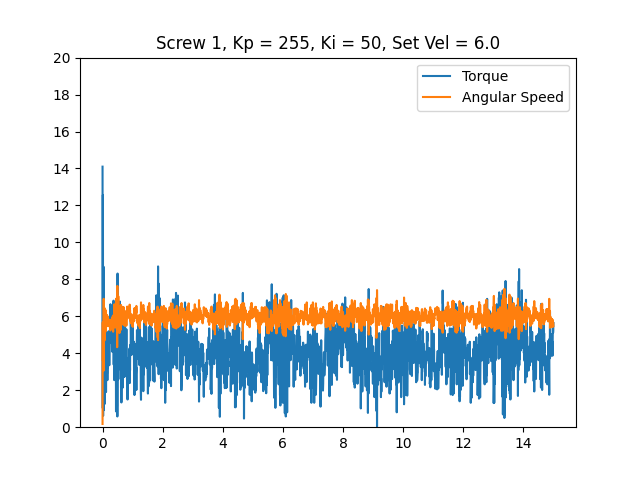 Screw 1, Kp = 255, Ki = 50, Set Vel = 6.0
20
18
16
14
12
10
8
6
4
2
0
Torque
Angular Speed
0 2 4 6 8 10 12 14